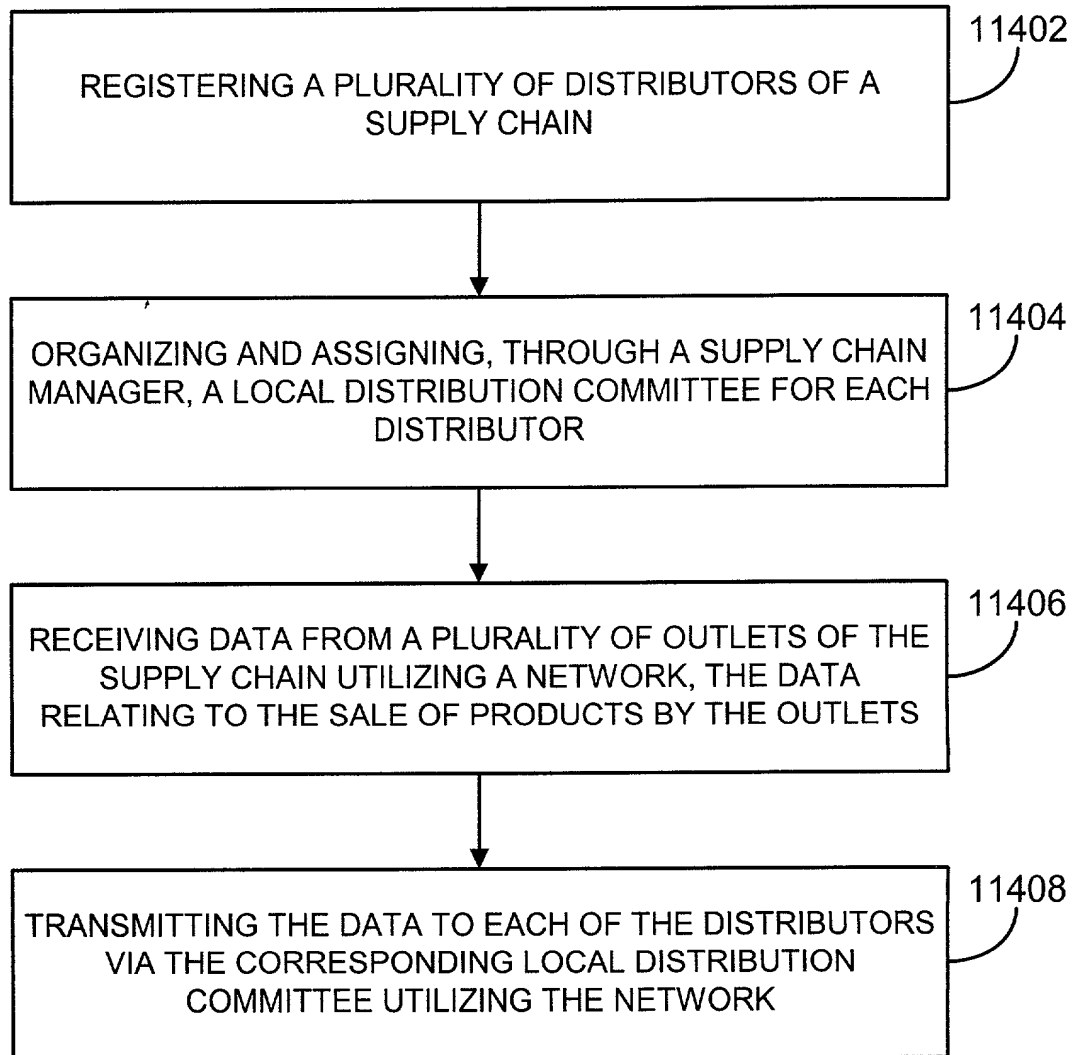 11402
REGISTERING A PLURALITY OF DISTRIBUTORS OF A
SUPPLY CHAIN
11404
ORGANIZING AND ASSIGNING, THROUGH A SUPPLY CHAIN
MANAGER, A LOCAL DISTRIBUTION COMMITTEE FOR EACH
DISTRIBUTOR
11406
RECEIVING DATA FROM A PLURALITY OF OUTLETS OF THE
SUPPLY CHAIN UTILIZING A NETWORK, THE DATA
RELATING TO THE SALE OF PRODUCTS BY THE OUTLETS
11408
TRANSMITTING THE DATA TO EACH OF THE DISTRIBUTORS
VIA THE CORRESPONDING LOCAL DISTRIBUTION
COMMITTEE UTILIZING THE NETWORK